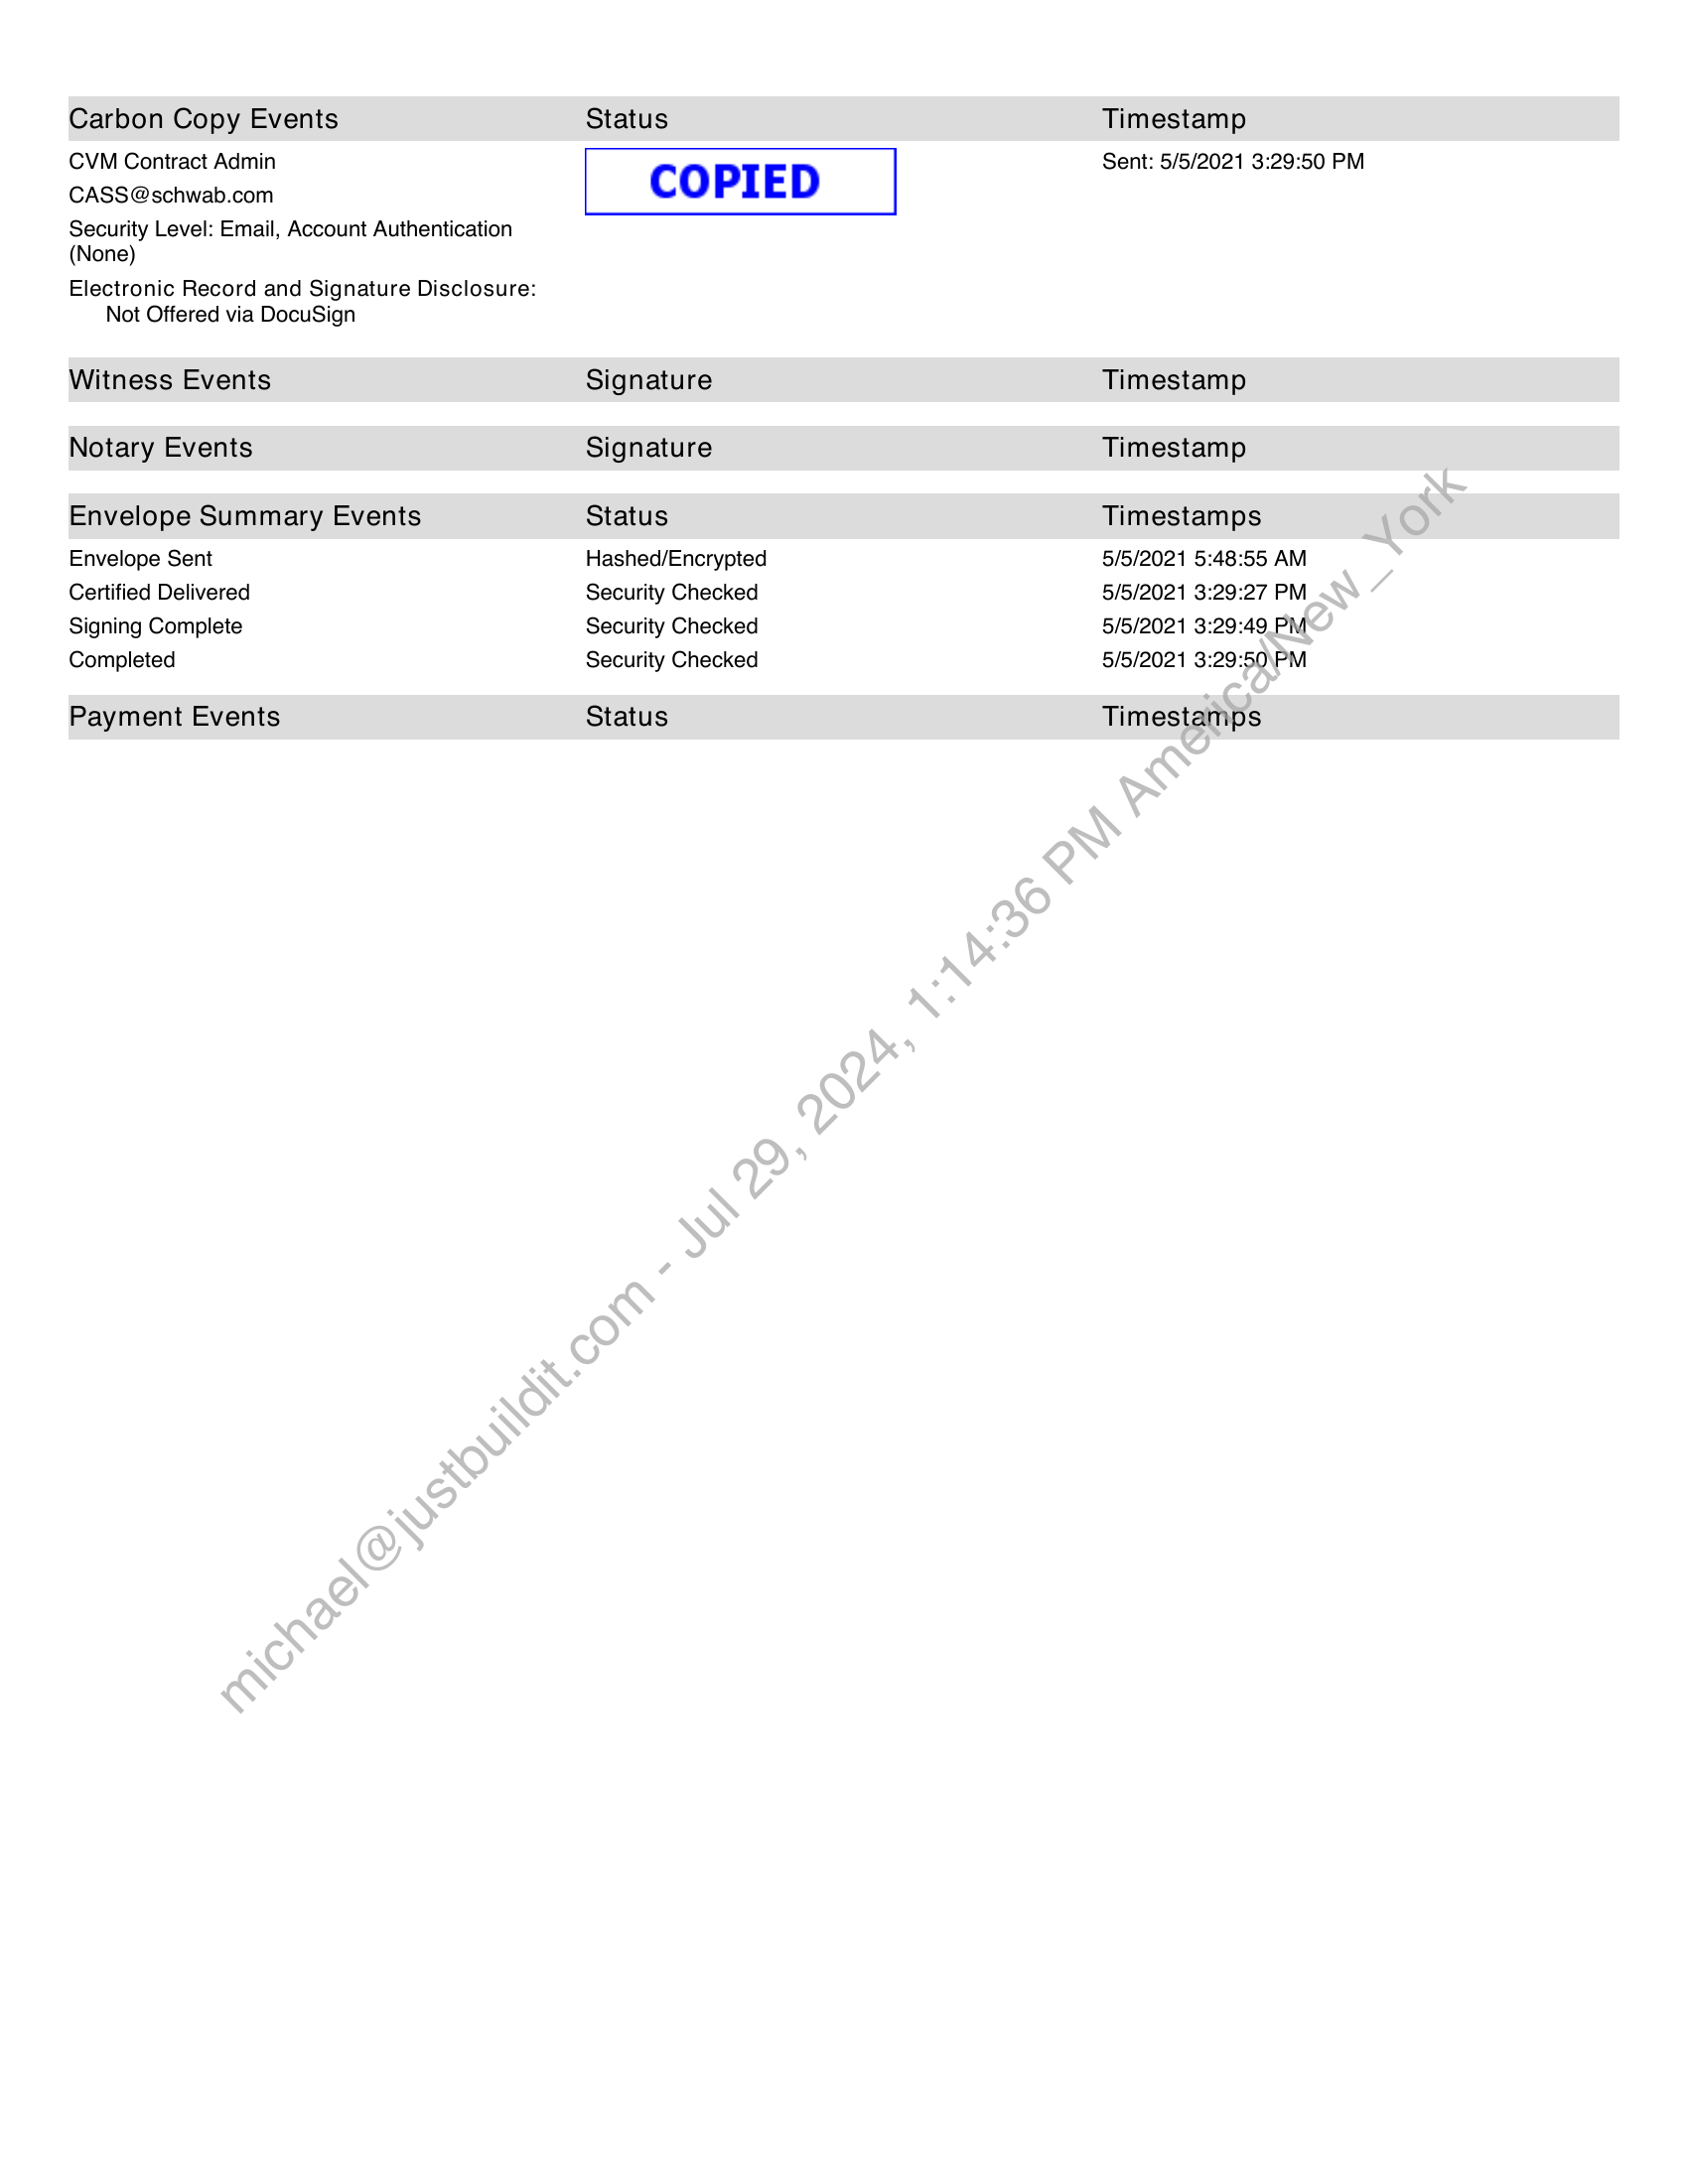 Carbon Copy Events Status Timestamp
CVM Contract Admin COPIED Sent: 5/5/2021 3:29:50 PM
CASS@schwab.com
Security Level: Email, Account Authentication
(None)
Electronic Record and Signature Disclosure:
Not Offered via DocuSign
Witness Events Signature Timestamp
Notary Events Signature Timestamp
Envelope Summary Events Status Timestamps
Envelope Sent Hashed/Encrypted 5/5/2021 5:48:55 AM
Certified Delivered Security Checked 5/5/2021 3:29:27 PM
Signing Complete Security Checked 5/5/2021 3:29:49 PM
Completed Security Checked 5/5/2021 3:29:50 PM
Payment Events Status Timestamps
michael@justbuildit.com - Jul 29, 2024, 1:14:36 PM America/New_York